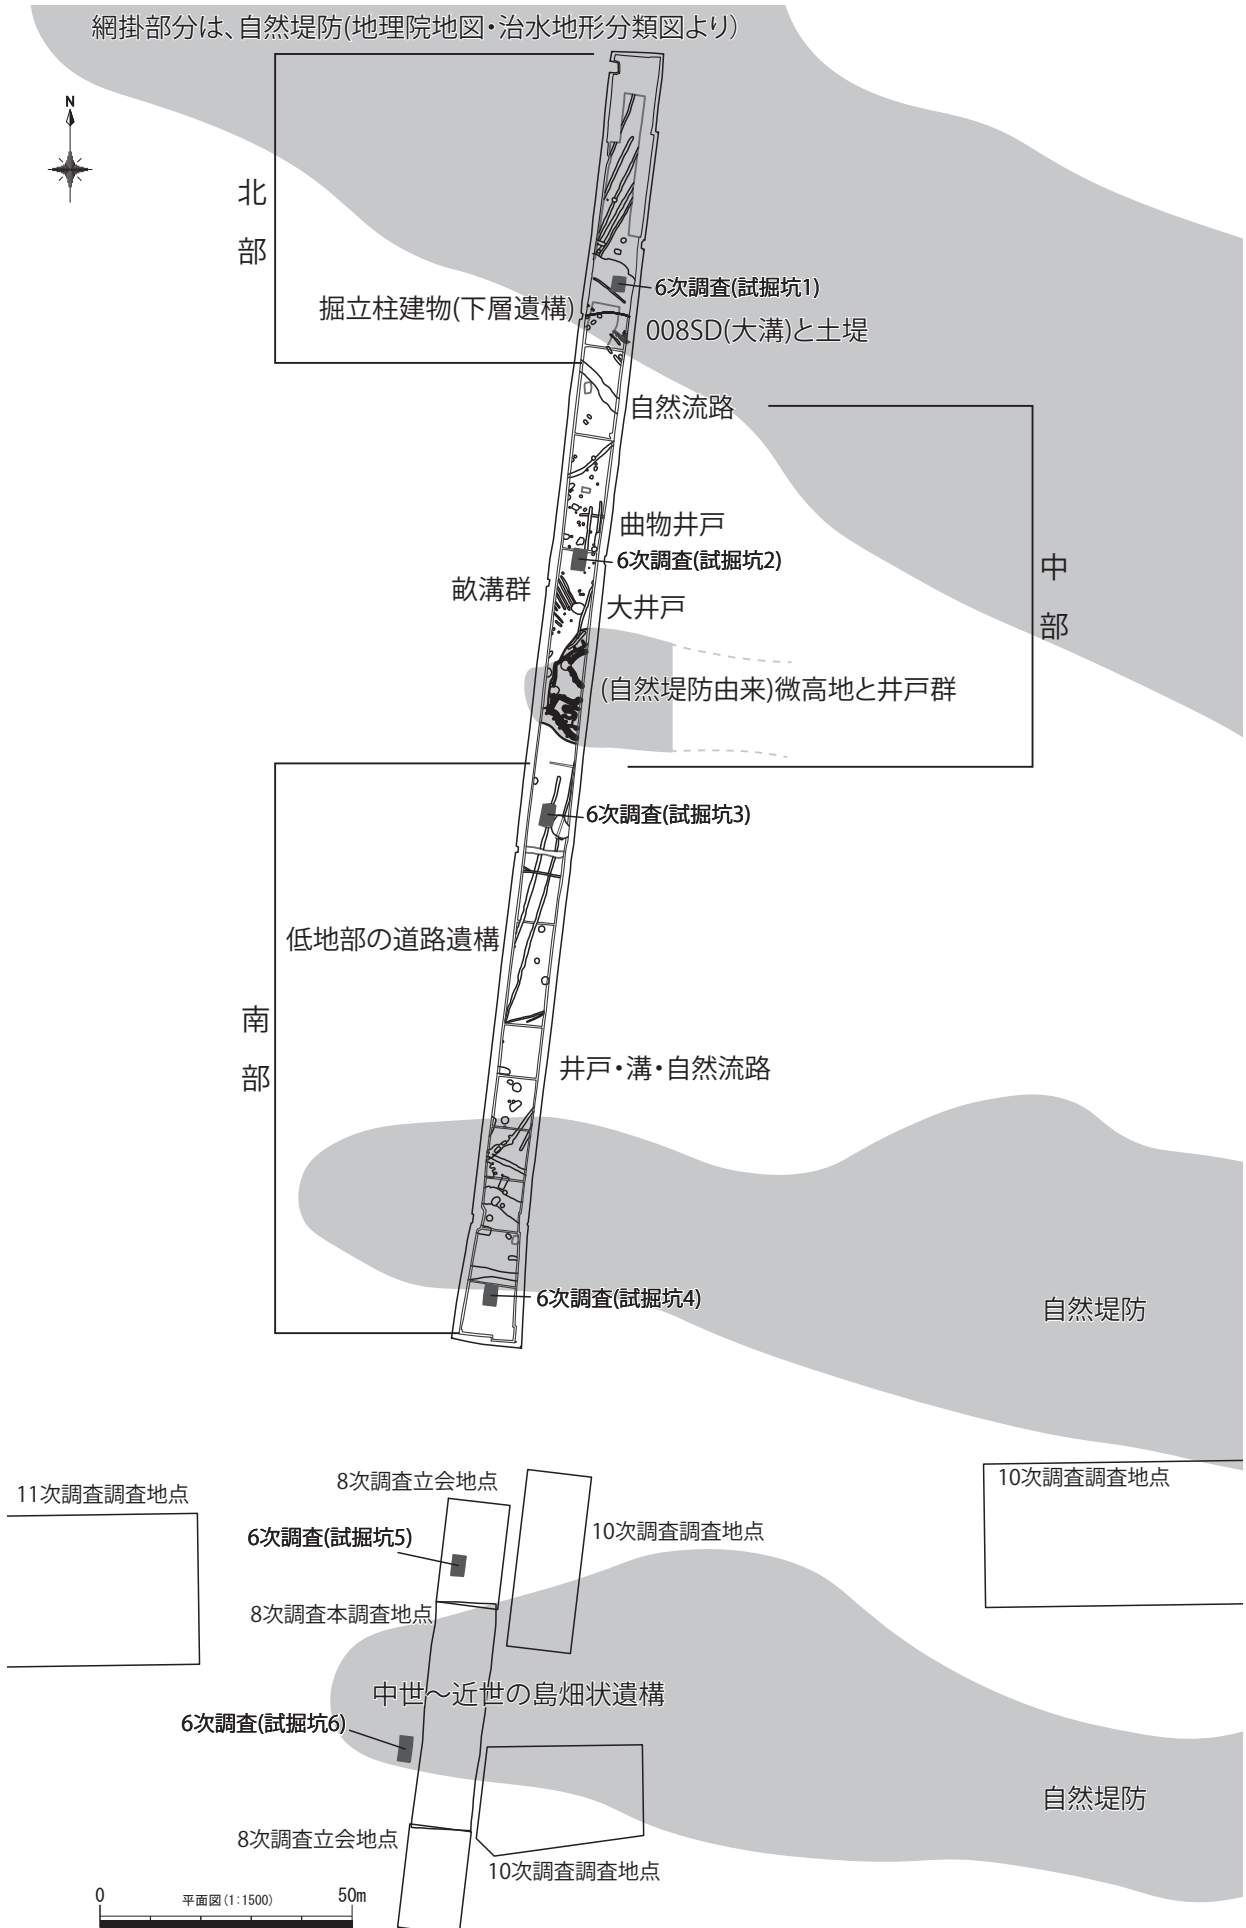 網掛部分は、自然堤防(地理院地図・治水地形分類図より)
N
北
部
6次調査(試掘坑1)
掘立柱建物(下層遺構)
008SD(大溝)と土堤
自然流路
曲物井戸
6次調査(試掘坑2)
中
部
畝溝群
大井戸
(自然堤防由来)微高地と井戸群
6次調査(試掘坑3)
低地部の道路遺構
南
部
井戸・溝・自然流路
6次調査(試掘坑4)
自然堤防
8次調査立会地点
10次調査調査地点
11次調査調査地点
6次調査(試掘坑5)
10次調査調査地点
8次調査本調査地点
中世～近世の島畑状遺構
6次調査(試掘坑6)
自然堤防
8次調査立会地点
10次調査調査地点
0 平面図(1:1500) 50m